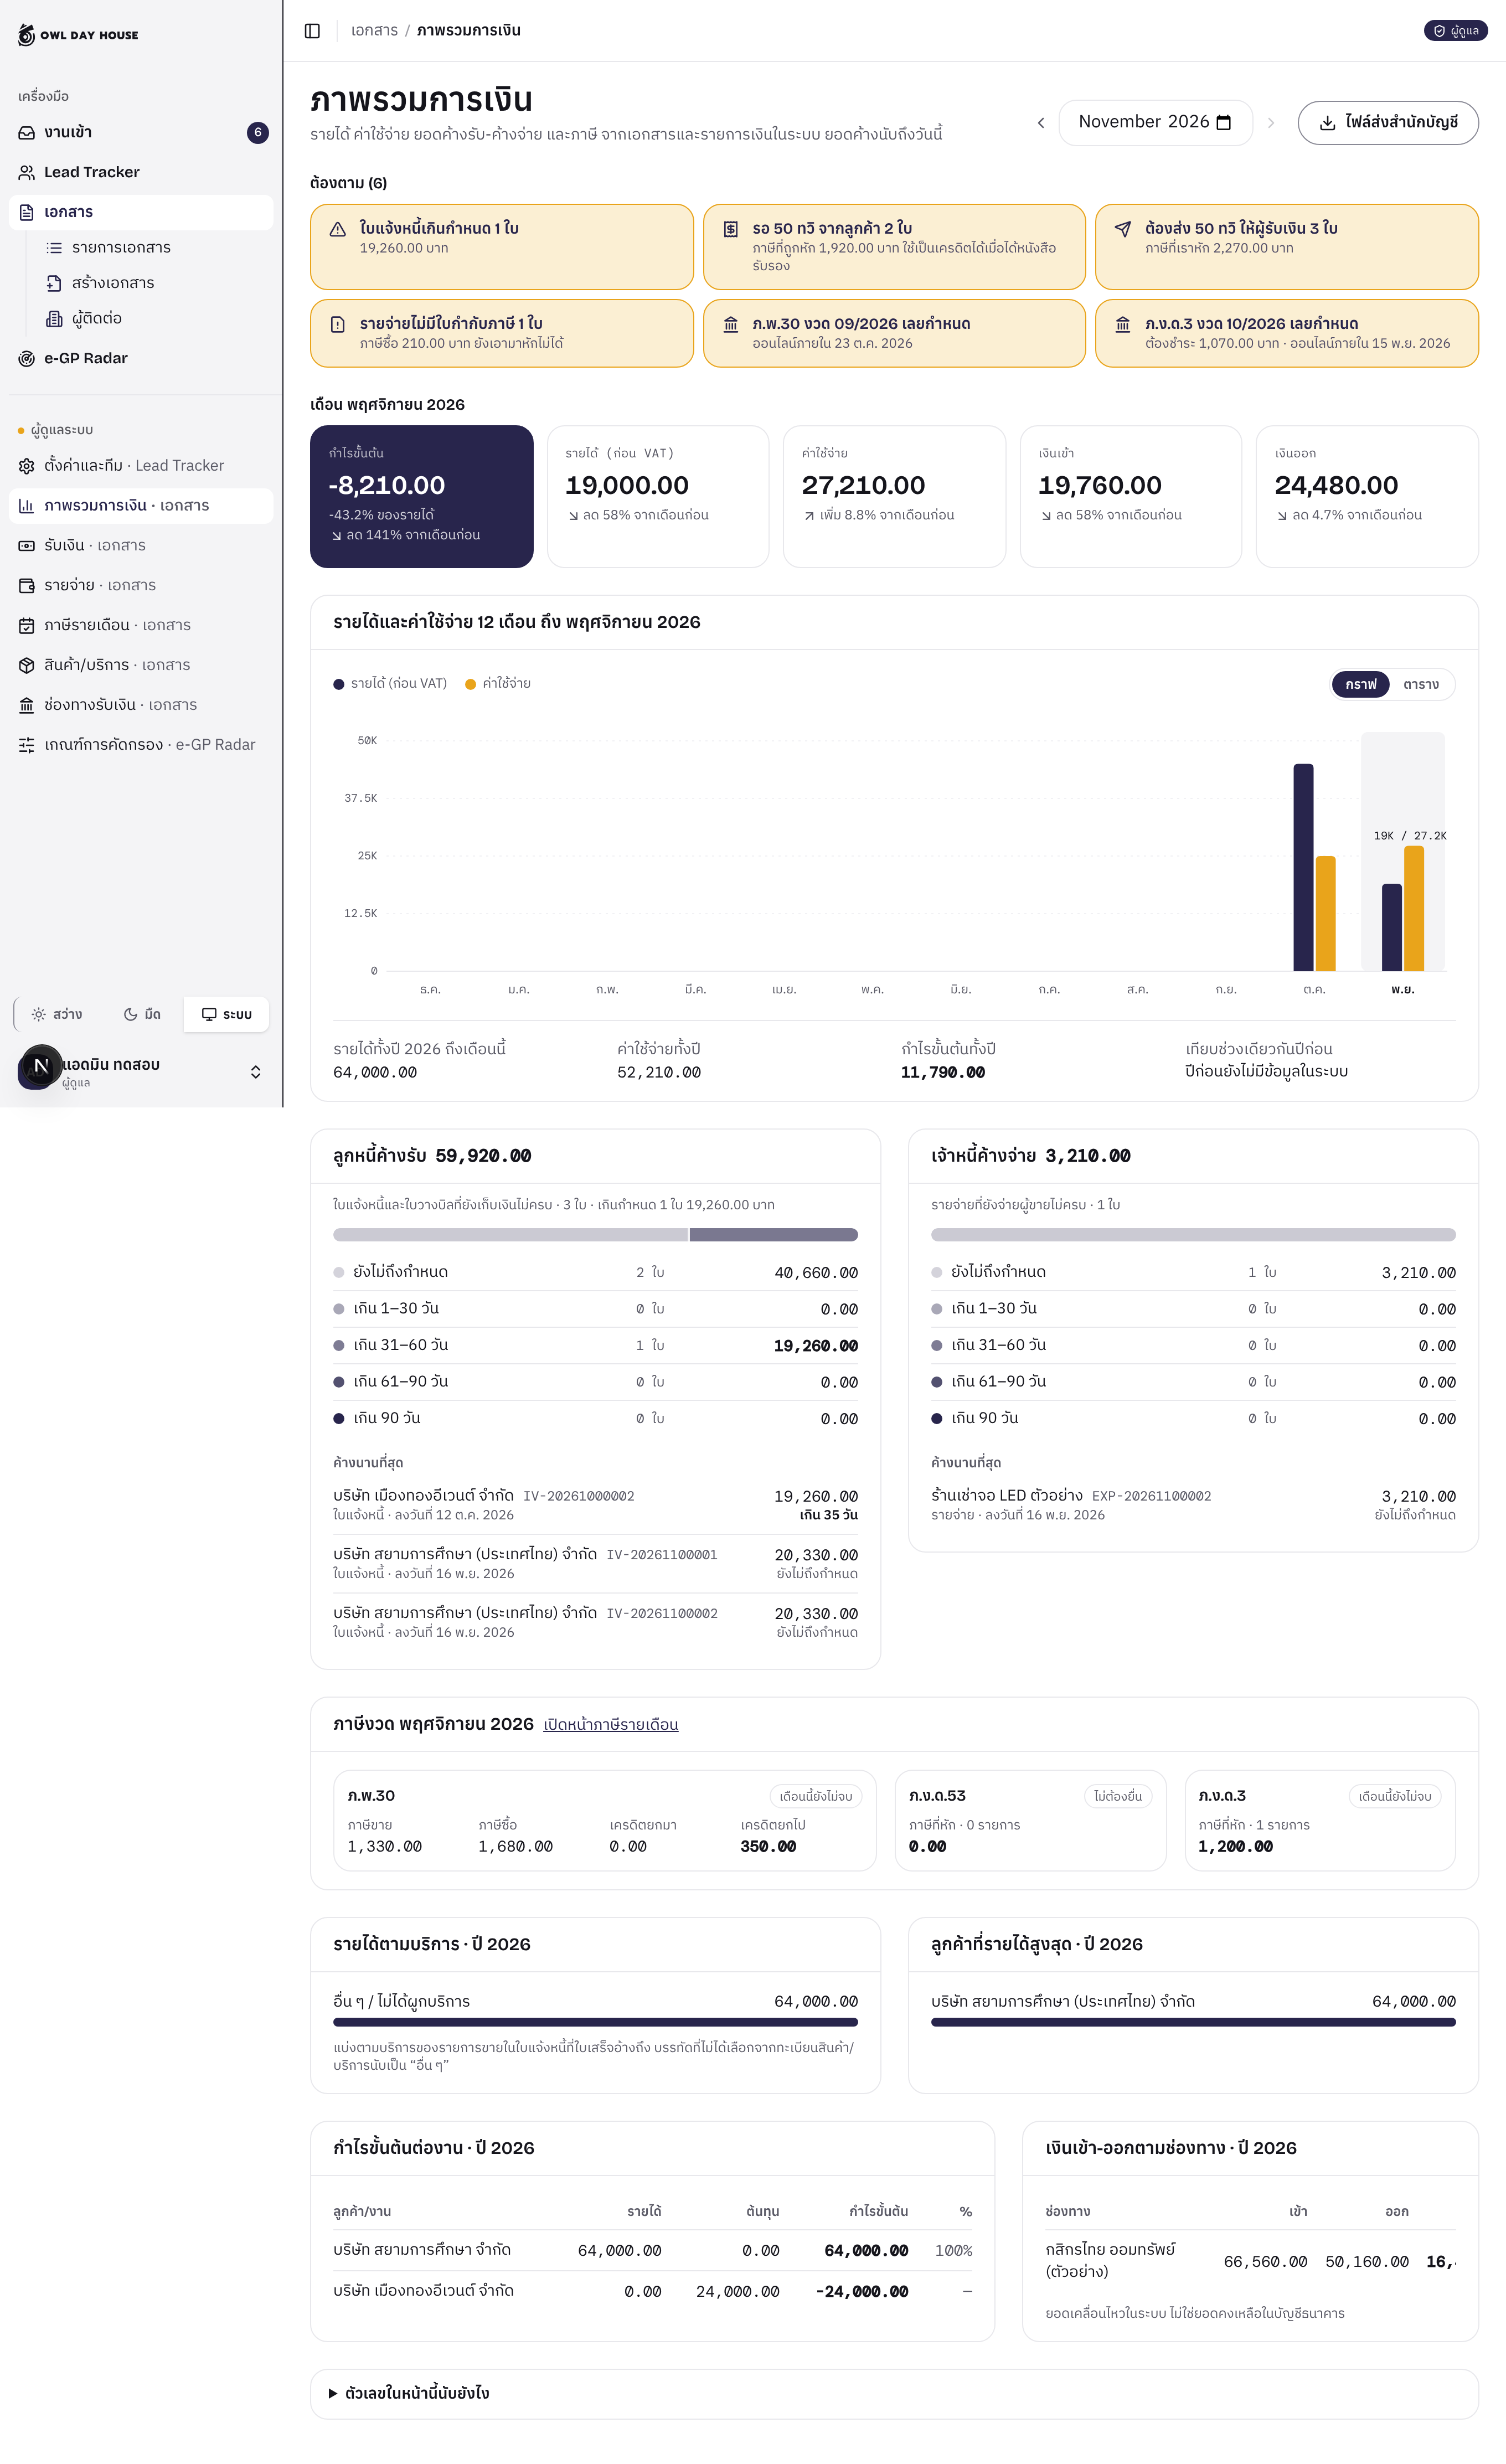 OWL DAY HOUSE
เครื่องมือ
งานเข้า 6
Lead Tracker
เอกสาร
รายการเอกสาร
สร้างเอกสาร
ผู้ติดต่อ
e-GP Radar
ผู้ดูแลระบบ
ตั้งค่าและทีม · Lead Tracker
ภาพรวมการเงิน · เอกสาร
รับเงิน · เอกสาร
รายจ่าย · เอกสาร
ภาษีรายเดือน · เอกสาร
สินค้า/บริการ · เอกสาร
ช่องทางรับเงิน · เอกสาร
เกณฑ์การคัดกรอง · e-GP Radar
สว่าง มืด ระบบ
N แอดมิน ทดสอบ
ผู้ดูแล
เอกสาร / ภาพรวมการเงิน ผู้ดูแล
ภาพรวมการเงิน
รายได้ ค่าใช้จ่าย ยอดค้างรับ-ค้างจ่าย และภาษี จากเอกสารและรายการเงินในระบบ ยอดค้างนับถึงวันนี้
November 2026 ไฟล์ส่งสำนักบัญชี
ต้องตาม (6)
ใบแจ้งหนี้เกินกำหนด 1 ใบ
19,260.00 บาท
รอ 50 ทวิ จากลูกค้า 2 ใบ
ภาษีที่ถูกหัก 1,920.00 บาท ใช้เป็นเครดิตได้เมื่อได้หนังสือ
รับรอง
ต้องส่ง 50 ทวิ ให้ผู้รับเงิน 3 ใบ
ภาษีที่เราหัก 2,270.00 บาท
รายจ่ายไม่มีใบกำกับภาษี 1 ใบ
ภาษีซื้อ 210.00 บาท ยังเอามาหักไม่ได้
ภ.พ.30 งวด 09/2026 เลยกำหนด
ออนไลน์ภายใน 23 ต.ค. 2026
ภ.ง.ด.3 งวด 10/2026 เลยกำหนด
ต้องชำระ 1,070.00 บาท · ออนไลน์ภายใน 15 พ.ย. 2026
เดือน พฤศจิกายน 2026
กำไรขั้นต้น
-8,210.00
-43.2% ของรายได้
ลด 141% จากเดือนก่อน
รายได้ (ก่อน VAT)
19,000.00
ลด 58% จากเดือนก่อน
ค่าใช้จ่าย
27,210.00
เพิ่ม 8.8% จากเดือนก่อน
เงินเข้า
19,760.00
ลด 58% จากเดือนก่อน
เงินออก
24,480.00
ลด 4.7% จากเดือนก่อน
รายได้และค่าใช้จ่าย 12 เดือน ถึง พฤศจิกายน 2026
รายได้ (ก่อน VAT) ค่าใช้จ่าย กราฟ ตาราง
50K
37.5K
19K / 27.2K
25K
12.5K
0
ธ.ค. ม.ค. ก.พ. มี.ค. เม.ย. พ.ค. มิ.ย. ก.ค. ส.ค. ก.ย. ต.ค. พ.ย.
รายได้ทั้งปี 2026 ถึงเดือนนี้ ค่าใช้จ่ายทั้งปี กำไรขั้นต้นทั้งปี เทียบช่วงเดียวกันปีก่อน
64,000.00 52,210.00 11,790.00 ปีก่อนยังไม่มีข้อมูลในระบบ
ลูกหนี้ค้างรับ 59,920.00
ใบแจ้งหนี้และใบวางบิลที่ยังเก็บเงินไม่ครบ · 3 ใบ · เกินกำหนด 1 ใบ 19,260.00 บาท
ยังไม่ถึงกำหนด 2 ใบ 40,660.00
เกิน 1–30 วัน 0 ใบ 0.00
เกิน 31–60 วัน 1 ใบ 19,260.00
เกิน 61–90 วัน 0 ใบ 0.00
เกิน 90 วัน 0 ใบ 0.00
ค้างนานที่สุด
บริษัท เมืองทองอีเวนต์ จำกัด IV-20261000002 19,260.00
ใบแจ้งหนี้ · ลงวันที่ 12 ต.ค. 2026 เกิน 35 วัน
บริษัท สยามการศึกษา (ประเทศไทย) จำกัด IV-20261100001 20,330.00
ใบแจ้งหนี้ · ลงวันที่ 16 พ.ย. 2026 ยังไม่ถึงกำหนด
บริษัท สยามการศึกษา (ประเทศไทย) จำกัด IV-20261100002 20,330.00
ใบแจ้งหนี้ · ลงวันที่ 16 พ.ย. 2026 ยังไม่ถึงกำหนด
เจ้าหนี้ค้างจ่าย 3,210.00
รายจ่ายที่ยังจ่ายผู้ขายไม่ครบ · 1 ใบ
ยังไม่ถึงกำหนด 1 ใบ 3,210.00
เกิน 1–30 วัน 0 ใบ 0.00
เกิน 31–60 วัน 0 ใบ 0.00
เกิน 61–90 วัน 0 ใบ 0.00
เกิน 90 วัน 0 ใบ 0.00
ค้างนานที่สุด
ร้านเช่าจอ LED ตัวอย่าง EXP-20261100002 3,210.00
รายจ่าย · ลงวันที่ 16 พ.ย. 2026 ยังไม่ถึงกำหนด
ภาษีงวด พฤศจิกายน 2026 เปิดหน้าภาษีรายเดือน
ภ.พ.30 เดือนนี้ยังไม่จบ
ภาษีขาย ภาษีซื้อ เครดิตยกมา เครดิตยกไป
1,330.00 1,680.00 0.00 350.00
ภ.ง.ด.53 ไม่ต้องยื่น
ภาษีที่หัก · 0 รายการ
0.00
ภ.ง.ด.3 เดือนนี้ยังไม่จบ
ภาษีที่หัก · 1 รายการ
1,200.00
รายได้ตามบริการ · ปี 2026
อื่น ๆ / ไม่ได้ผูกบริการ 64,000.00
แบ่งตามบริการของรายการขายในใบแจ้งหนี้ที่ใบเสร็จอ้างถึง บรรทัดที่ไม่ได้เลือกจากทะเบียนสินค้า/
บริการนับเป็น “อื่น ๆ”
ลูกค้าที่รายได้สูงสุด · ปี 2026
บริษัท สยามการศึกษา (ประเทศไทย) จำกัด 64,000.00
กำไรขั้นต้นต่องาน · ปี 2026
ลูกค้า/งาน รายได้ ต้นทุน กำไรขั้นต้น %
บริษัท สยามการศึกษา จำกัด 64,000.00 0.00 64,000.00 100%
บริษัท เมืองทองอีเวนต์ จำกัด 0.00 24,000.00 -24,000.00 —
เงินเข้า-ออกตามช่องทาง · ปี 2026
ช่องทาง เข้า ออก
กสิกรไทย ออมทรัพย์
(ตัวอย่าง) 66,560.00 50,160.00
ยอดเคลื่อนไหวในระบบ ไม่ใช่ยอดคงเหลือในบัญชีธนาคาร
ตัวเลขในหน้านี้นับยังไง